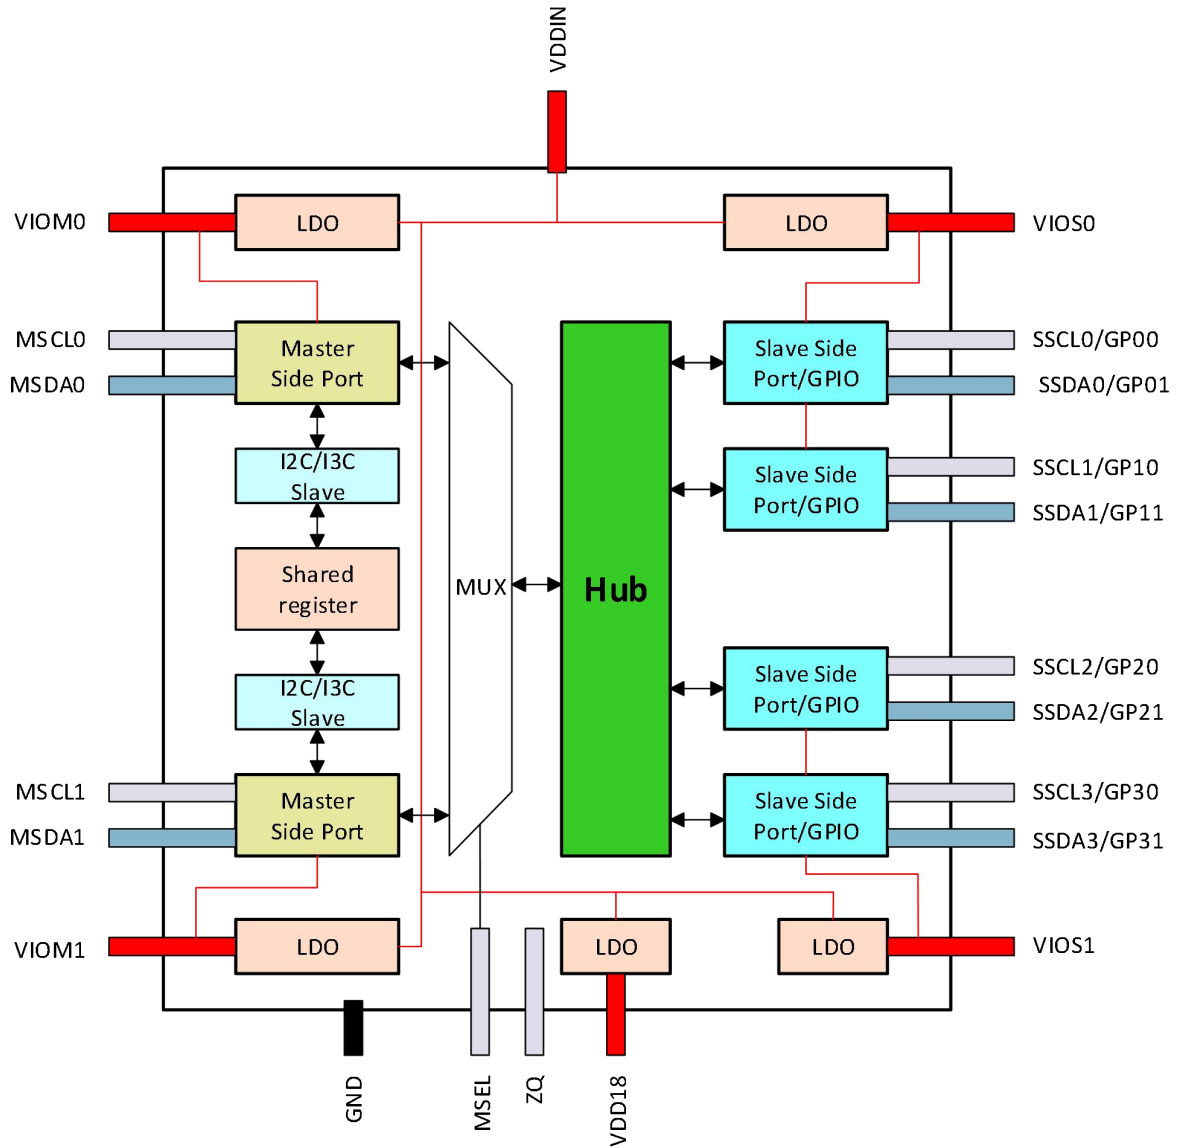 VDDIN
VIOM0
LDO
LDO
VIOS0
MSCL0
MSDA0
Master
Side Port
Slave Side
Port/GPIO
SSCL0/GP00
SSDA0/GP01
I2C/I3C
Slave
Slave Side
Port/GPIO
SSCL1/GP10
SSDA1/GP11
Shared
register
MUX
Hub
I2C/I3C
Slave
Slave Side
Port/GPIO
SSCL2/GP20
SSDA2/GP21
MSCL1
MSDA1
Master
Side Port
Slave Side
Port/GPIO
SSCL3/GP30
SSDA3/GP31
VIOM1
LDO
LDO
LDO
VIOS1
GND
MSEL
ZQ
VDD18